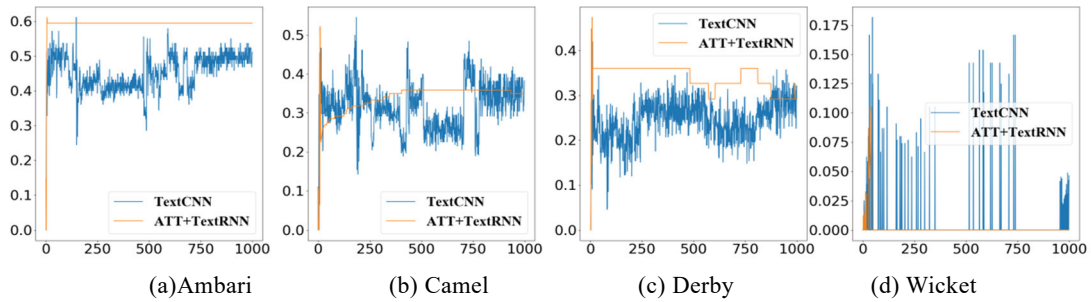 0.6
0.5
0.4
0.3
0.2
0.1
0.0
0 250 500 750 1000
TextCNN
ATT+TextRNN
(a)Ambari
0.5
0.4
0.3
0.2
0.1
0.0
0 250 500 750 1000
TextCNN
ATT+TextRNN
(b) Camel
0.4
0.3
0.2
0.1
0.0
0 250 500 750 1000
TextCNN
ATT+TextRNN
(c) Derby
0.175
0.150
0.125
0.100
0.075
0.050
0.025
0.000
0 250 500 750 1000
TextCNN
ATT+TextRNN
(d) Wicket